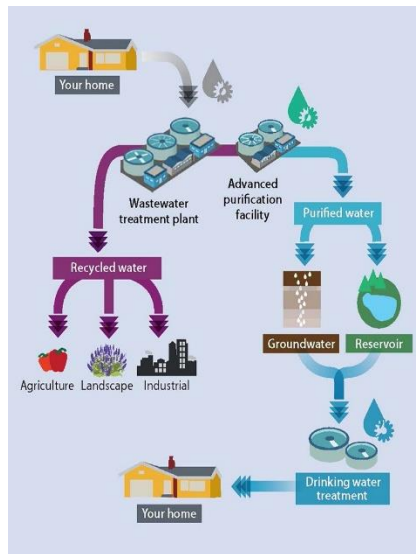 Your home
Wastewater
treatment plant
Advanced
purification
facility
Purified water
Recycled water
Agriculture
Landscape
Industrial
Groundwater
Reservoir
Drinking water
treatment
Your home